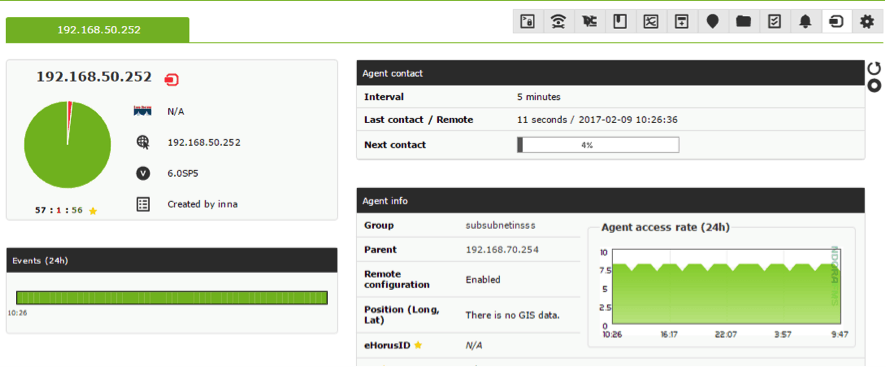 192.168.50.252
192.168.50.252
N/A
192.168.50.252
V
6.0SP5
Created by inna
57 : 1 : 56
Events (24h)
10:26
Agent contact
Interval 5 minutes
Last contact / Remote 11 seconds / 2017-02-09 10:26:36
Next contact 4%
Agent info
Group subsubnetinsss
Parent 192.168.70.254
Remote
configuration Enabled
Position (Long,
Lat) There is no GIS data.
eHorusID N/A
Agent access rate (24h)
10
7.5
5
2.5
0
10:26 16:17 22:07 3:57 9:47